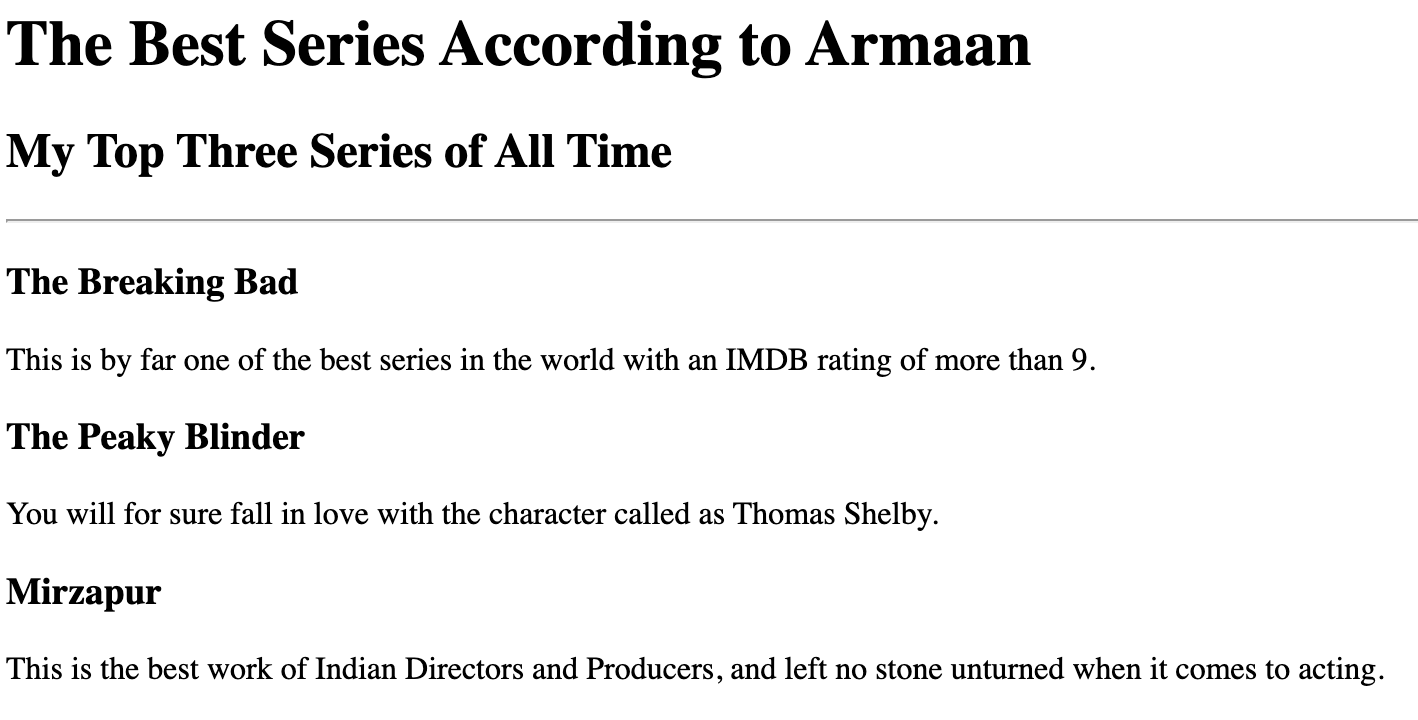 The Best Series According to Armaan
My Top Three Series of All Time
The Breaking Bad
This is by far one of the best series in the world with an IMDB rating of more than 9.
The Peaky Blinder
You will for sure fall in love with the character called as Thomas Shelby.
Mirzapur
This is the best work of Indian Directors and Producers, and left no stone unturned when it comes to acting.